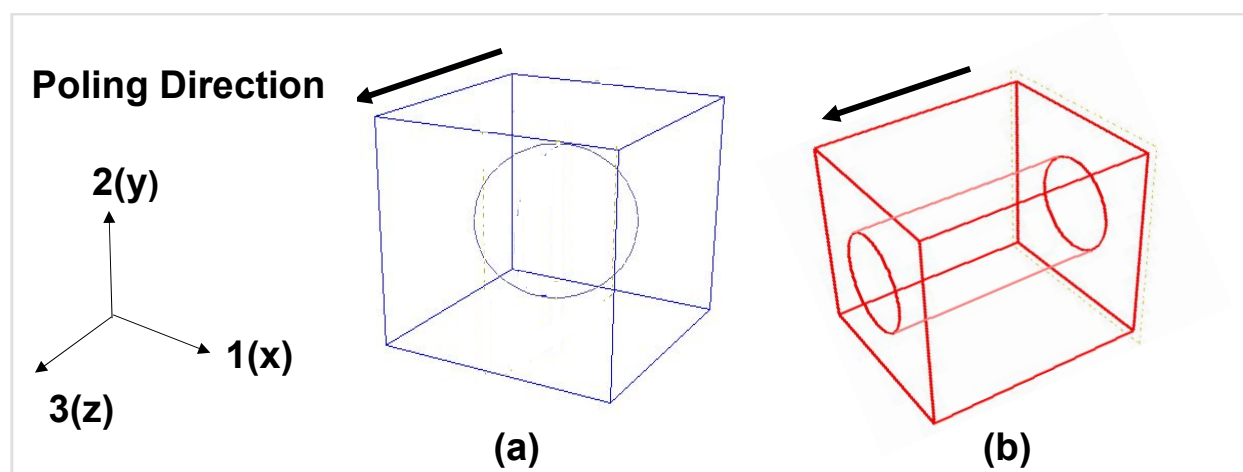 Poling Direction
2(y)
1(x)
3(z)
(a)
(b)